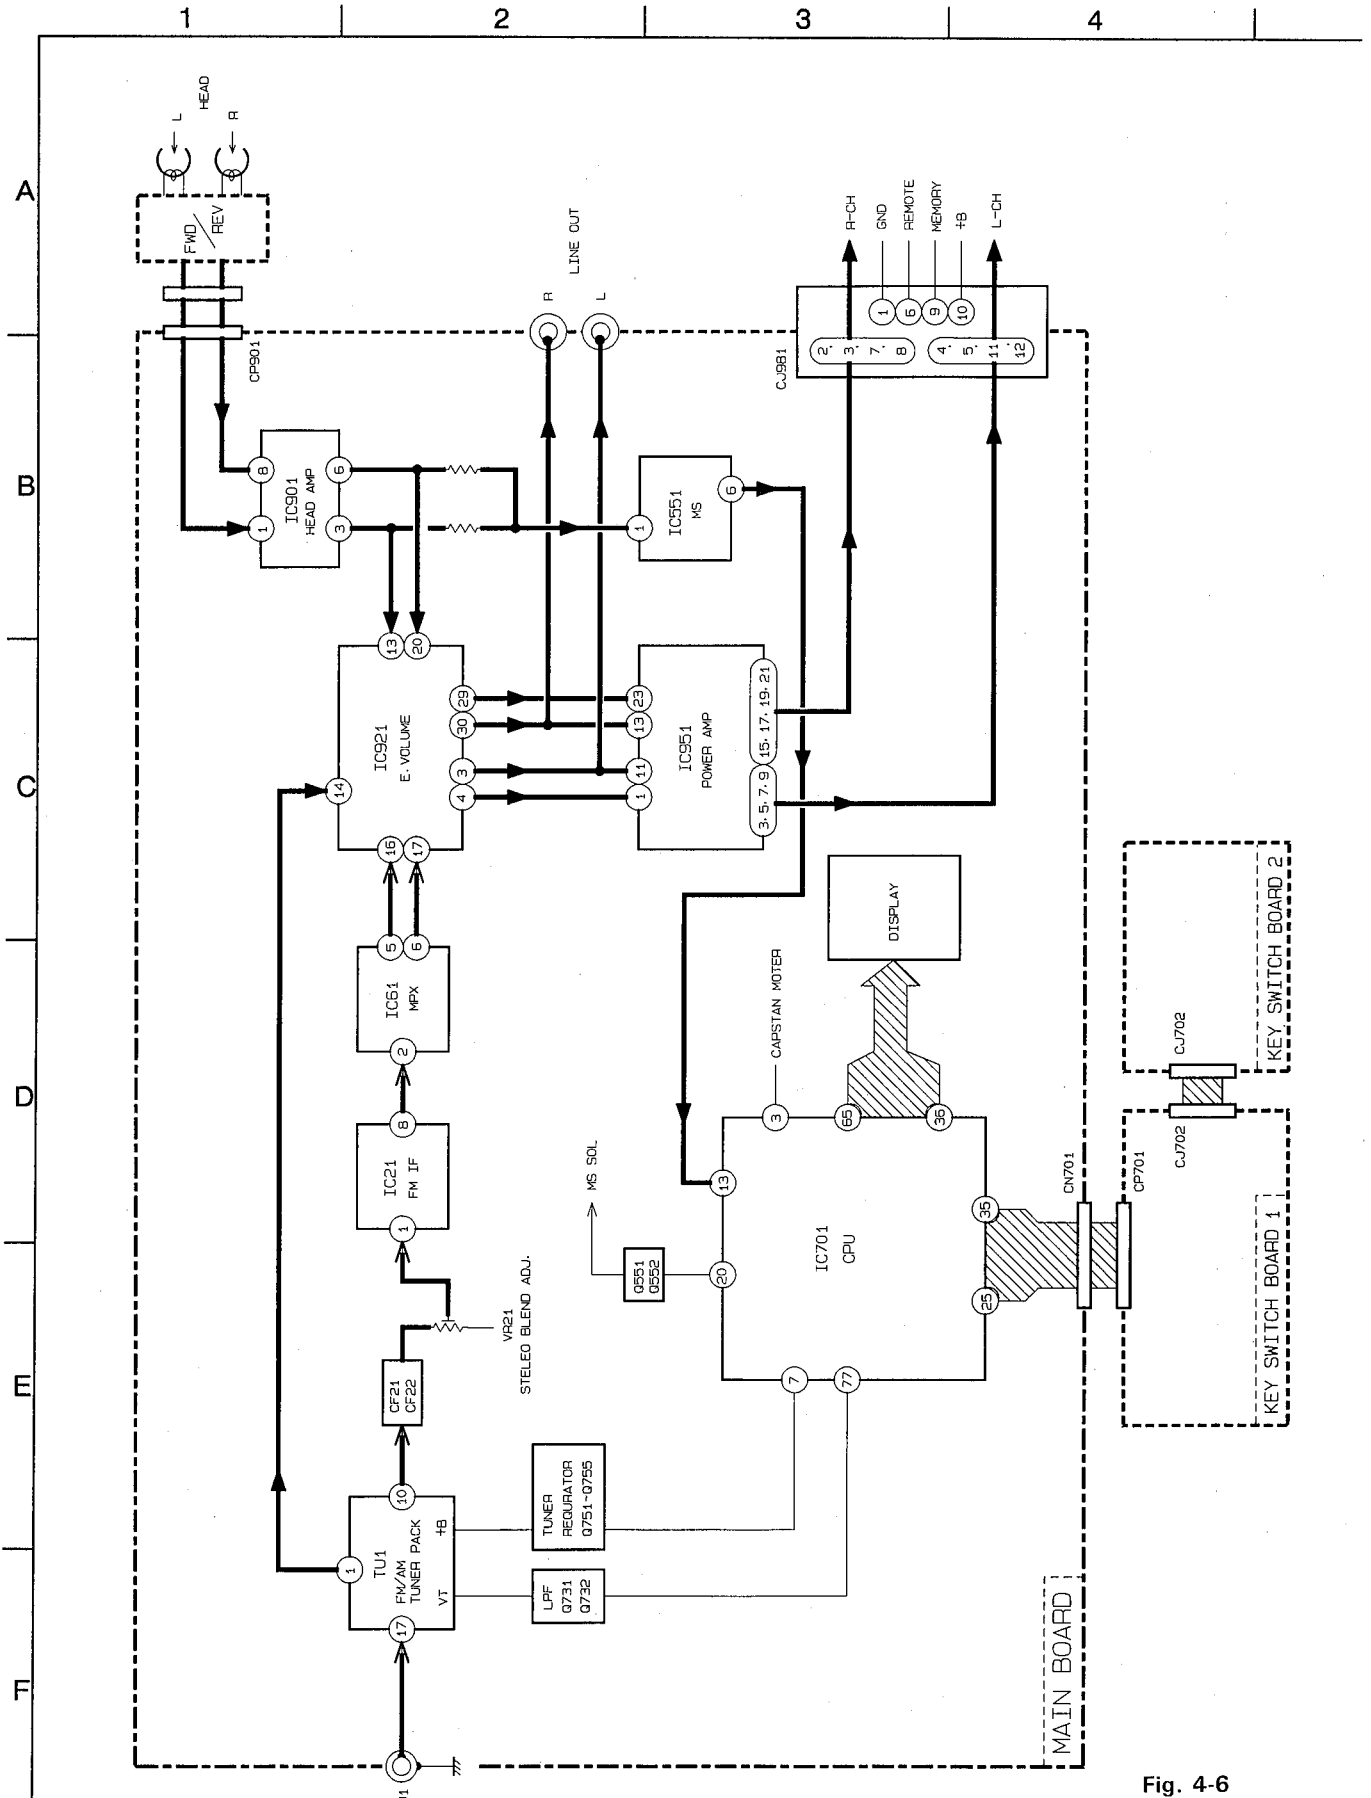 1
2
3
4
A
B
C
D
E
F
HEAD
L
R
FWD/REV
CP901
8
1
IC901
HEAD AMP
6
3
LINE OUT
R
L
R-CH
GND
REMOTE
MEMORY
+B
L-CH
1
6
9
10
CJ981
2. 3. 7. 8
4. 5. 11. 12
1
IC551
MS
6
13
20
14
IC921
E.VOLUME
29
30
3
4
16
17
23
13
11
1
IC951
POWER AMP
15. 17. 19. 21
3. 5. 7. 9
5
6
IC61
MPX
2
8
IC21
FM IF
1
VR21
STELEO BLEND ADJ.
CF21
CF22
10
1
TU1
FM/AM
TUNER PACK
+B
VT
17
TUNER
REQURATOR
Q751~Q755
LPF
Q731
Q732
MS SOL
Q551
Q552
DISPLAY
CAPSTAN MOTER
3
65
36
13
20
IC701
CPU
35
25
7
77
CN701
CP701
CJ702
CJ702
KEY SWITCH BOARD 2
KEY SWITCH BOARD 1
MAIN BOARD
Fig. 4-6